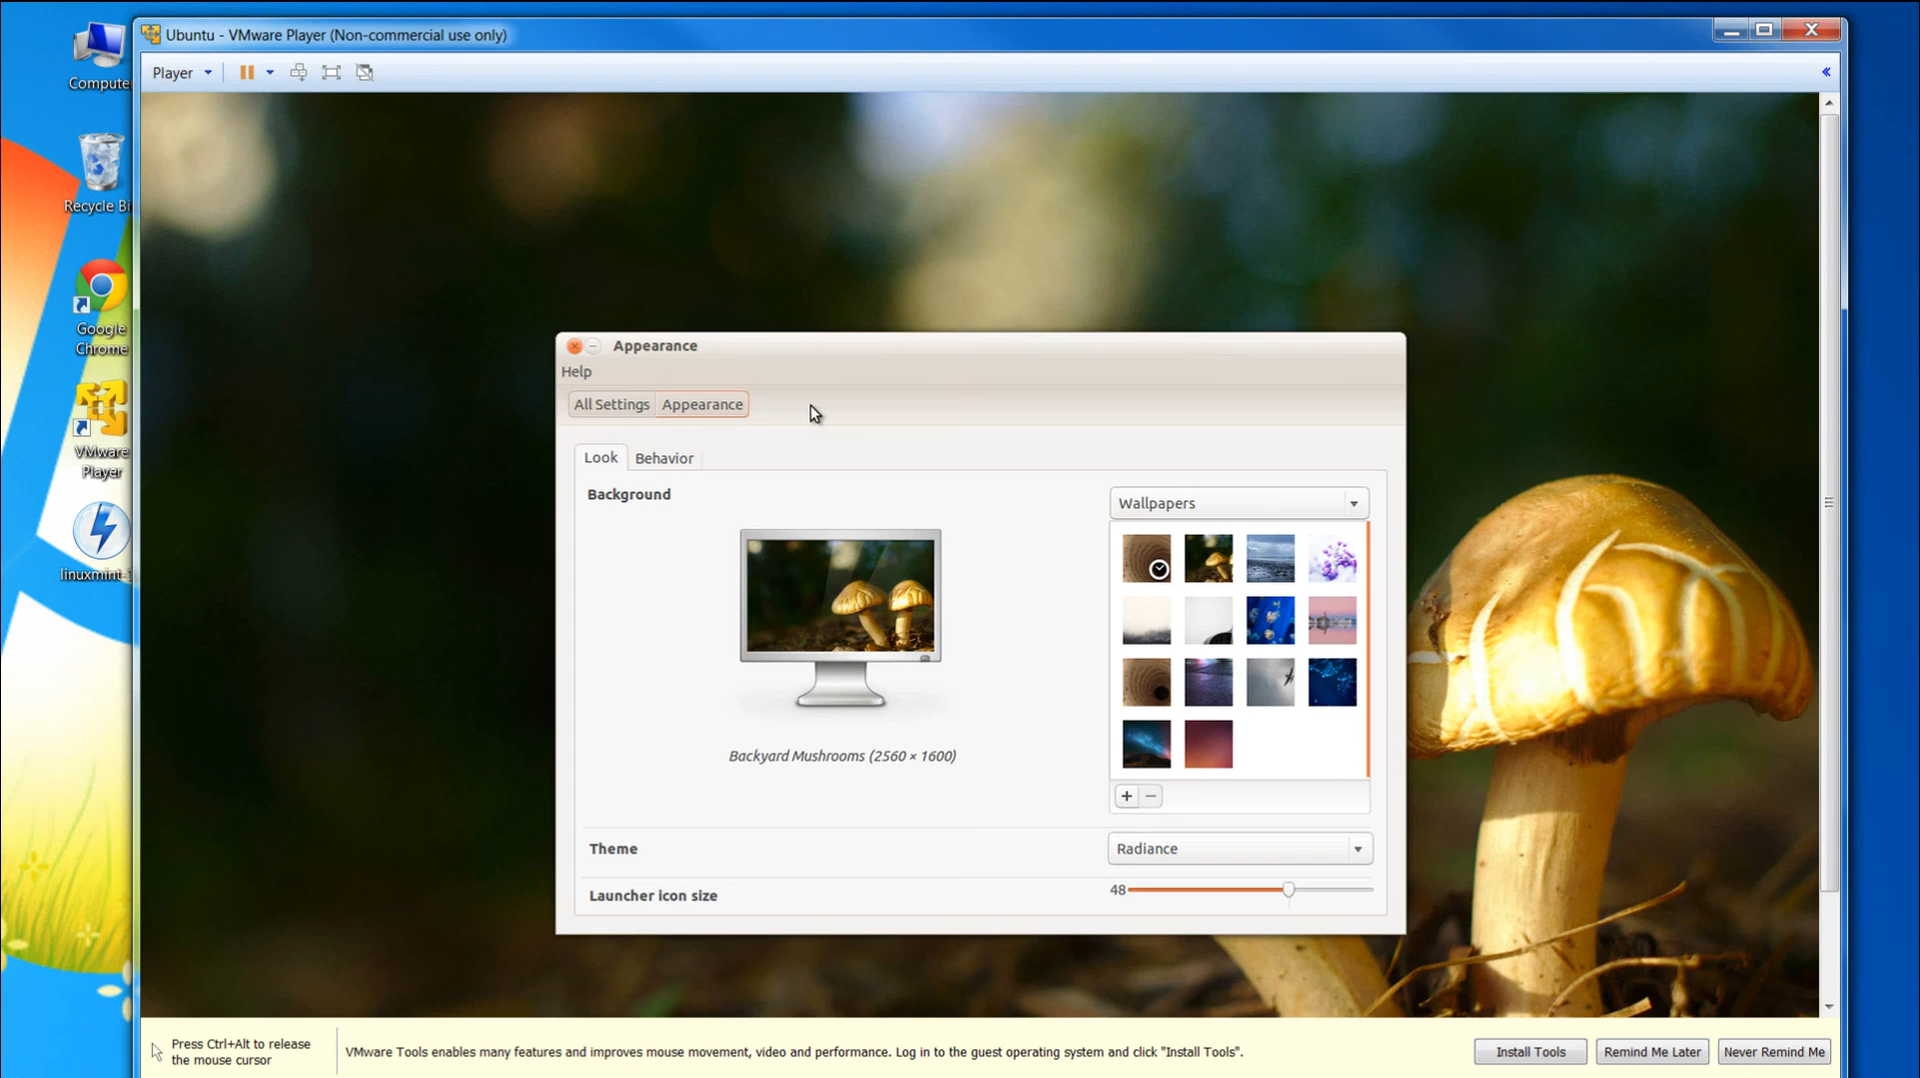 Ubuntu - VMware Player (Non-commercial use only)
Player
Computer
Recycle Bi
Google
Chrome
VMware
Player
linuxmint-1
Appearance
Help
All Settings
Appearance
Look
Behavior
Background
Wallpapers
Backyard Mushrooms (2560 × 1600)
Theme
Radiance
Launcher icon size
48
Press Ctrl+Alt to release
the mouse cursor
VMware Tools enables many features and improves mouse movement, video and performance. Log in to the guest operating system and click "Install Tools".
Install Tools
Remind Me Later
Never Remind Me